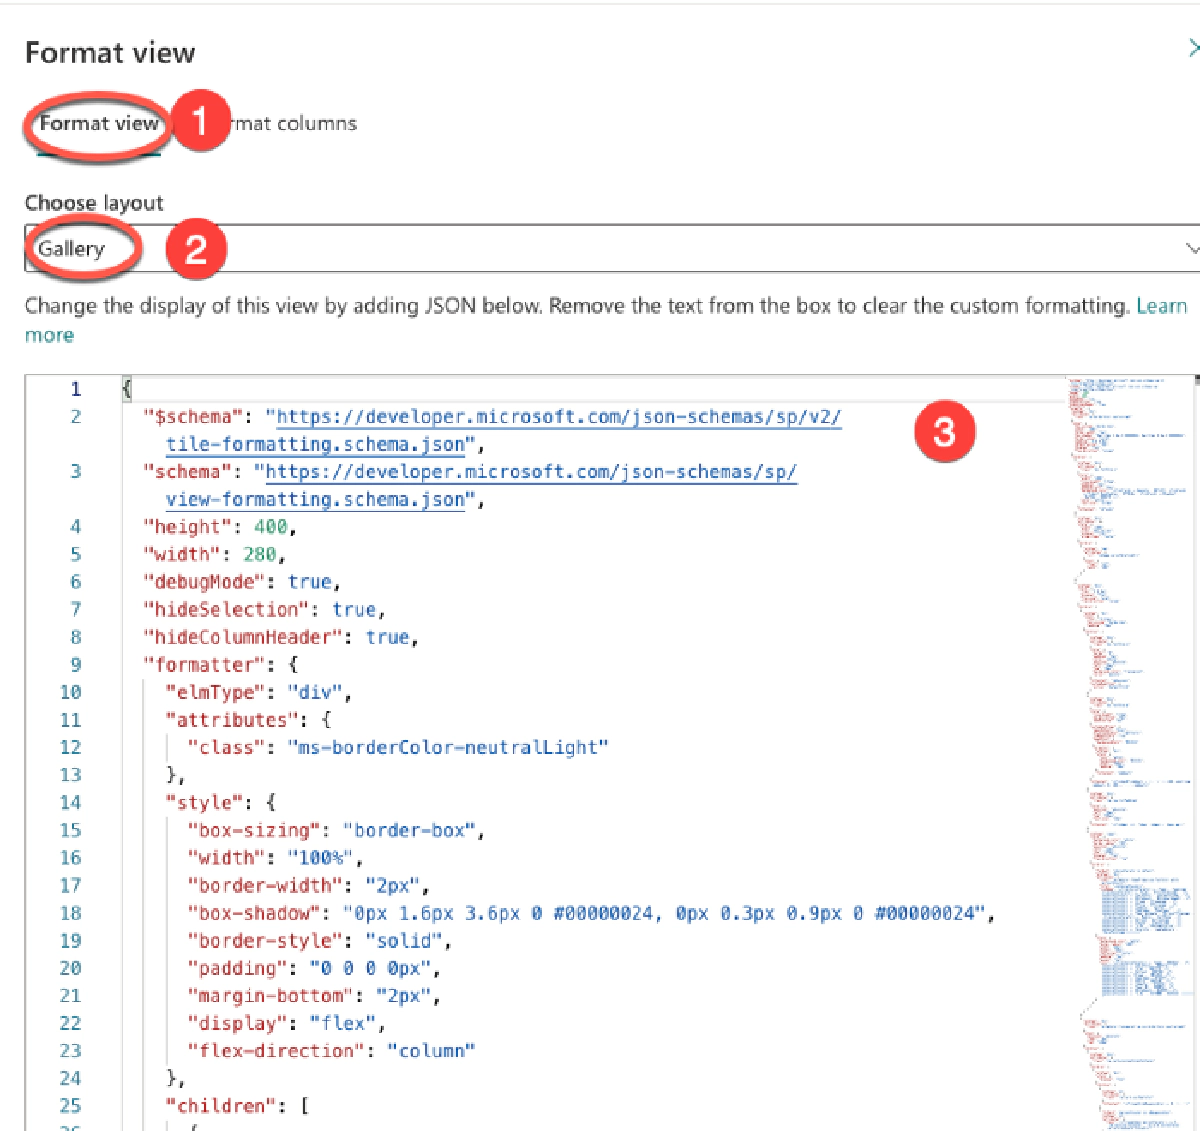 Format view
Format view 1 rmat columns
Choose layout
Gallery 2
Change the display of this view by adding JSON below. Remove the text from the box to clear the custom formatting. Learn
more
1 {
2 "$schema": "https://developer.microsoft.com/json-schemas/sp/v2/
tile-formatting.schema.json",
3
3 "schema": "https://developer.microsoft.com/json-schemas/sp/
view-formatting.schema.json",
4 "height": 400,
5 "width": 280,
6 "debugMode": true,
7 "hideSelection": true,
8 "hideColumnHeader": true,
9 "formatter": {
10 "elmType": "div",
11 "attributes": {
12 "class": "ms-borderColor-neutralLight"
13 },
14 "style": {
15 "box-sizing": "border-box",
16 "width": "100%",
17 "border-width": "2px",
18 "box-shadow": "0px 1.6px 3.6px 0 #00000024, 0px 0.3px 0.9px 0 #00000024",
19 "border-style": "solid",
20 "padding": "0 0 0 0px",
21 "margin-bottom": "2px",
22 "display": "flex",
23 "flex-direction": "column"
24 },
25 "children": [